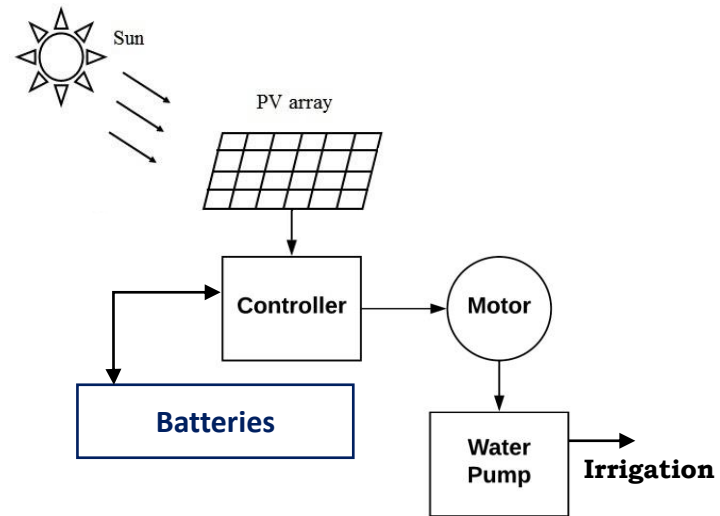 Sun
PV array
Controller
Motor
Batteries
Water
Pump
Irrigation